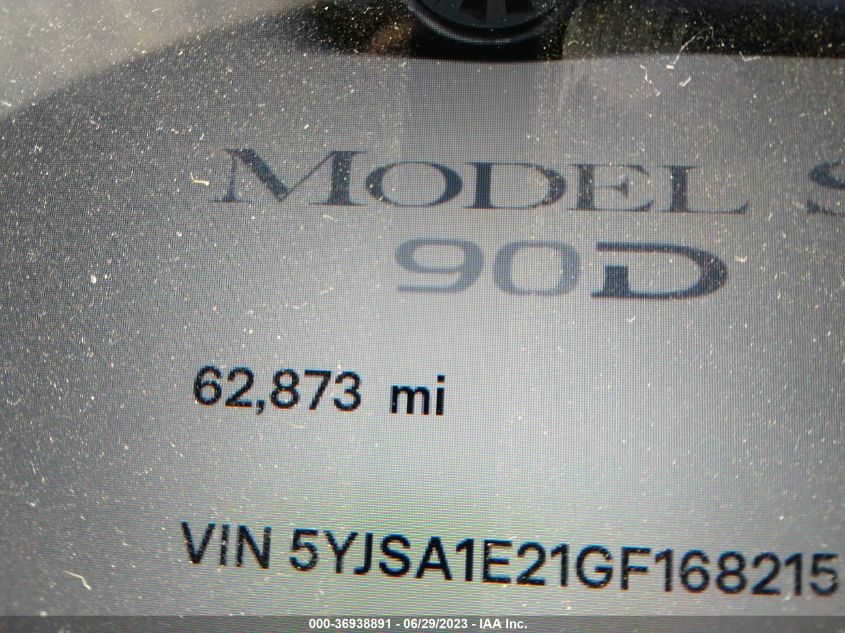 MODEL S
90D
62,873 mi
VIN 5YJSA1E21GF168215
000-36938891 - 06/29/2023 - IAA Inc.